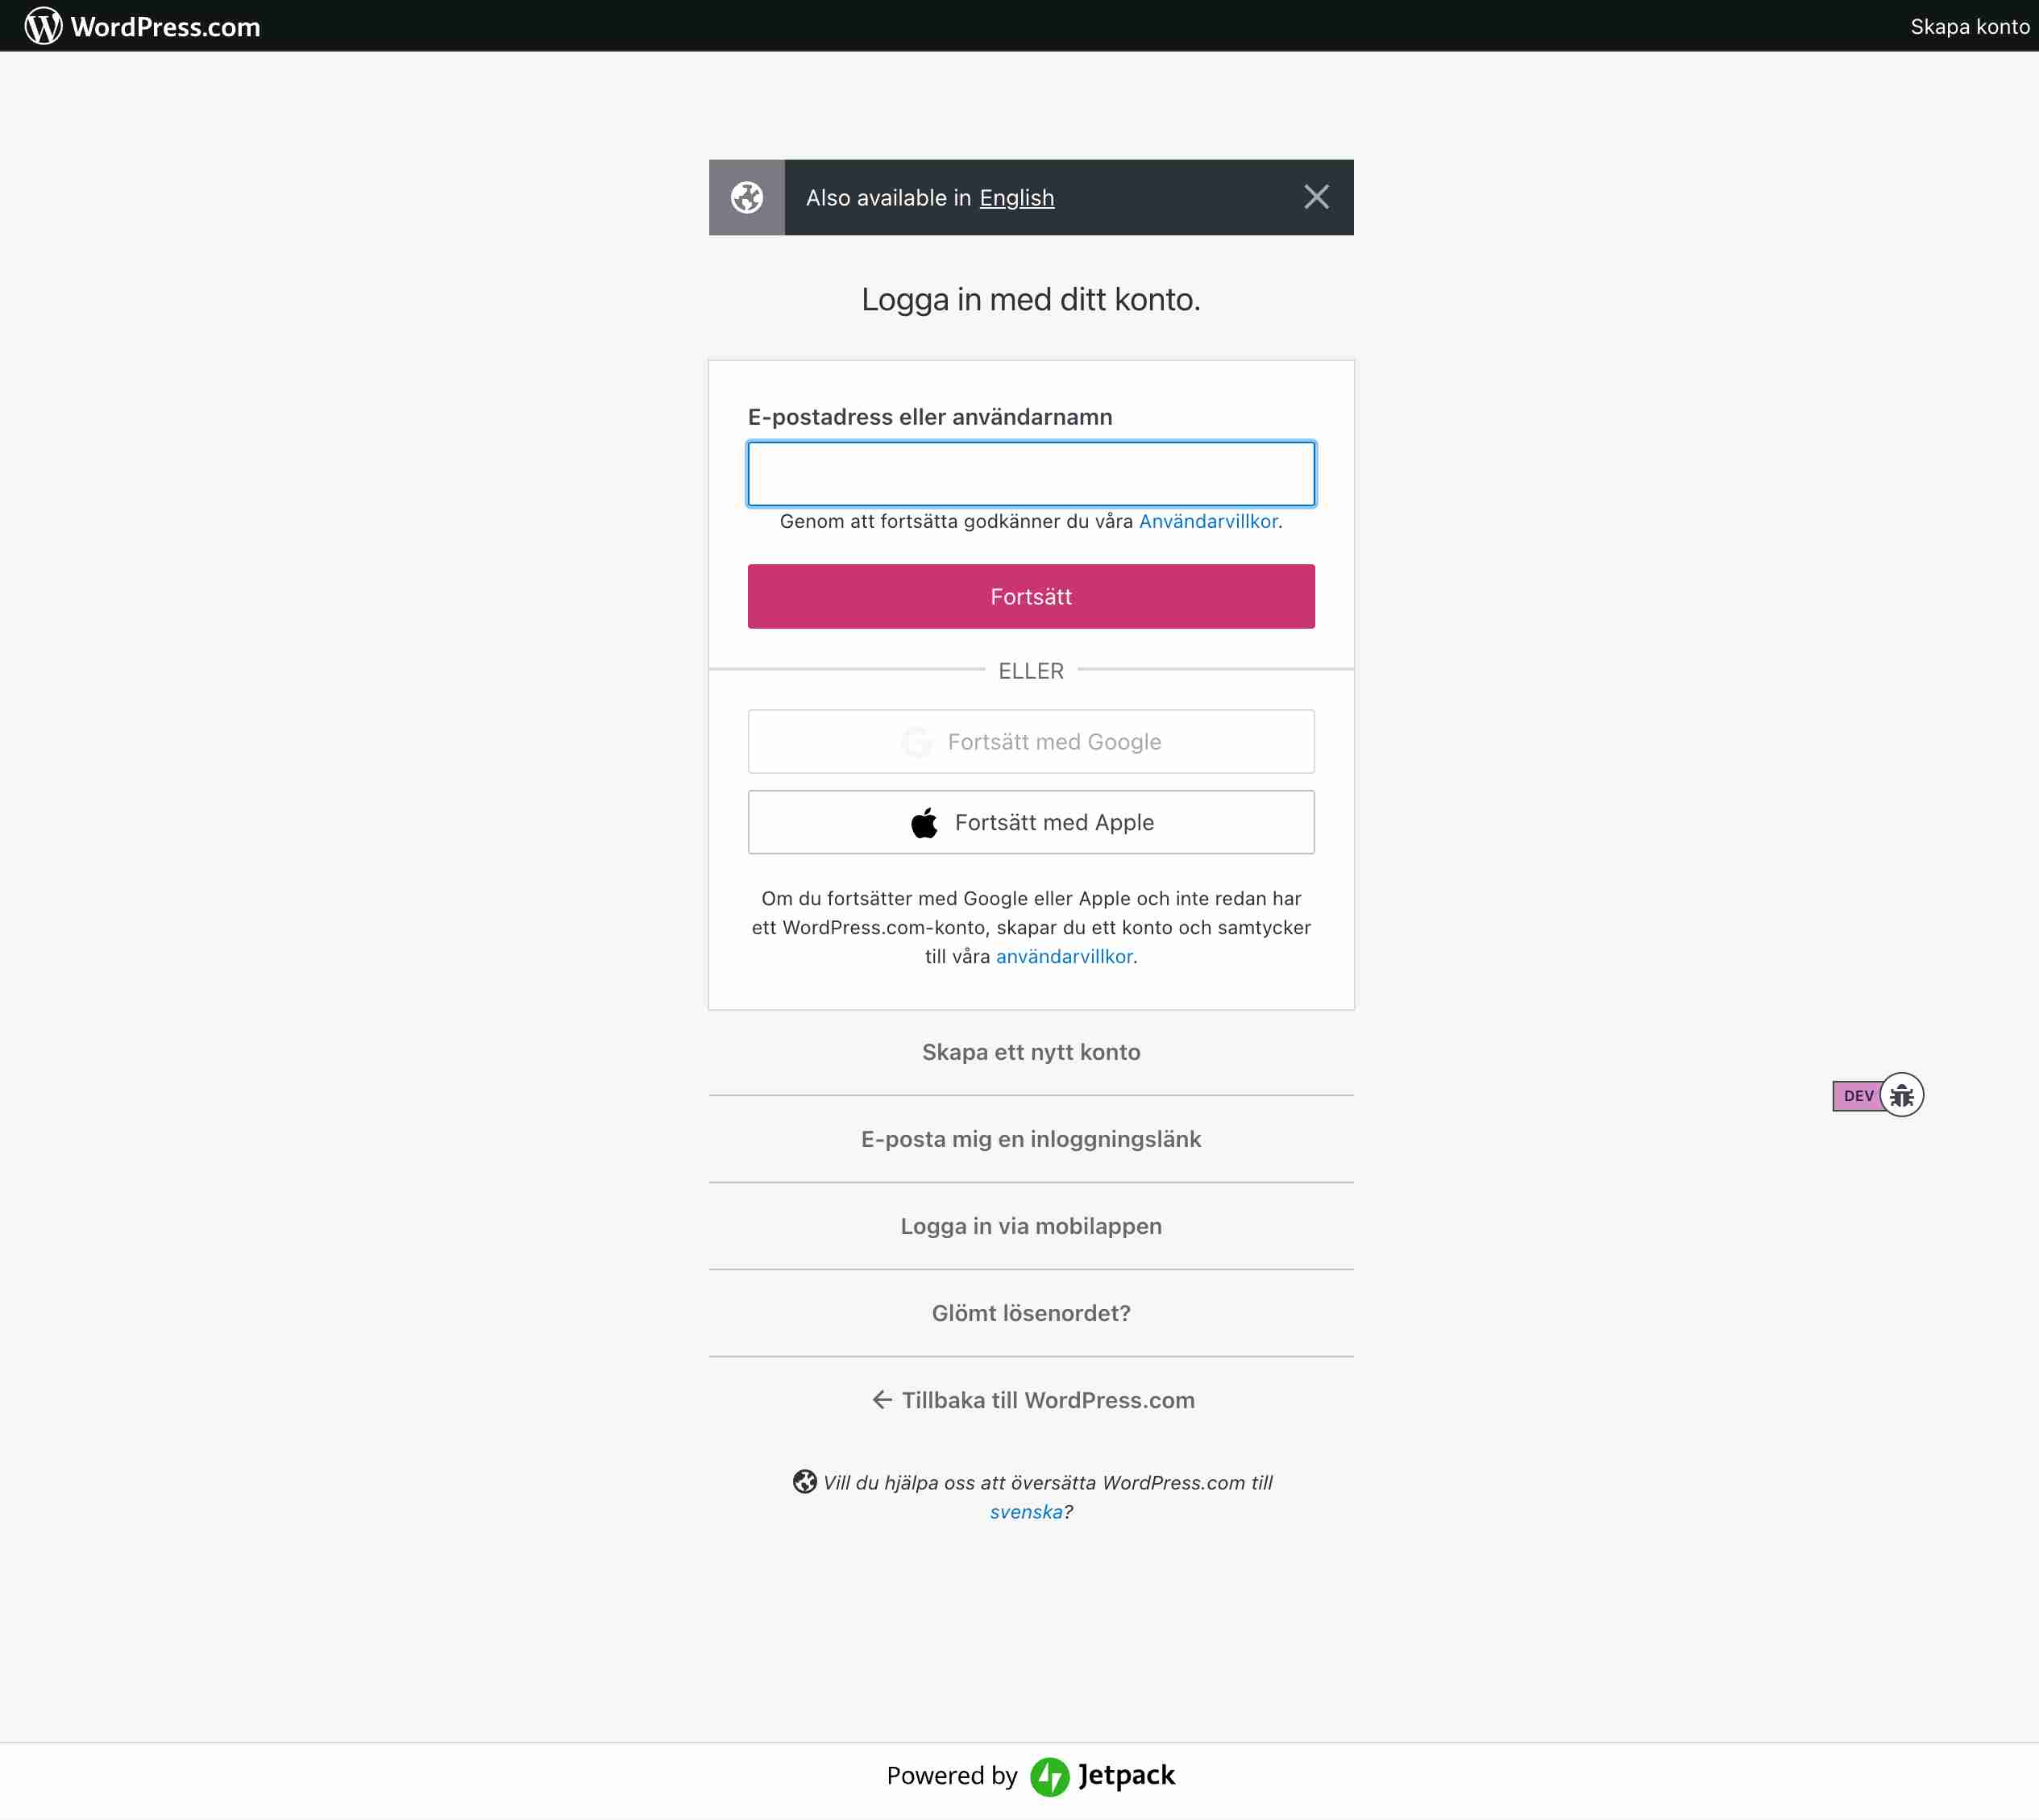 WordPress.com
Skapa konto
Also available in English
Logga in med ditt konto.
E-postadress eller användarnamn
Genom att fortsätta godkänner du våra Användarvillkor.
Fortsätt
ELLER
Fortsätt med Google
Fortsätt med Apple
Om du fortsätter med Google eller Apple och inte redan har
ett WordPress.com-konto, skapar du ett konto och samtycker
till våra användarvillkor.
Skapa ett nytt konto
DEV
E-posta mig en inloggningslänk
Logga in via mobilappen
Glömt lösenordet?
← Tillbaka till WordPress.com
Vill du hjälpa oss att översätta WordPress.com till
svenska?
Powered by Jetpack